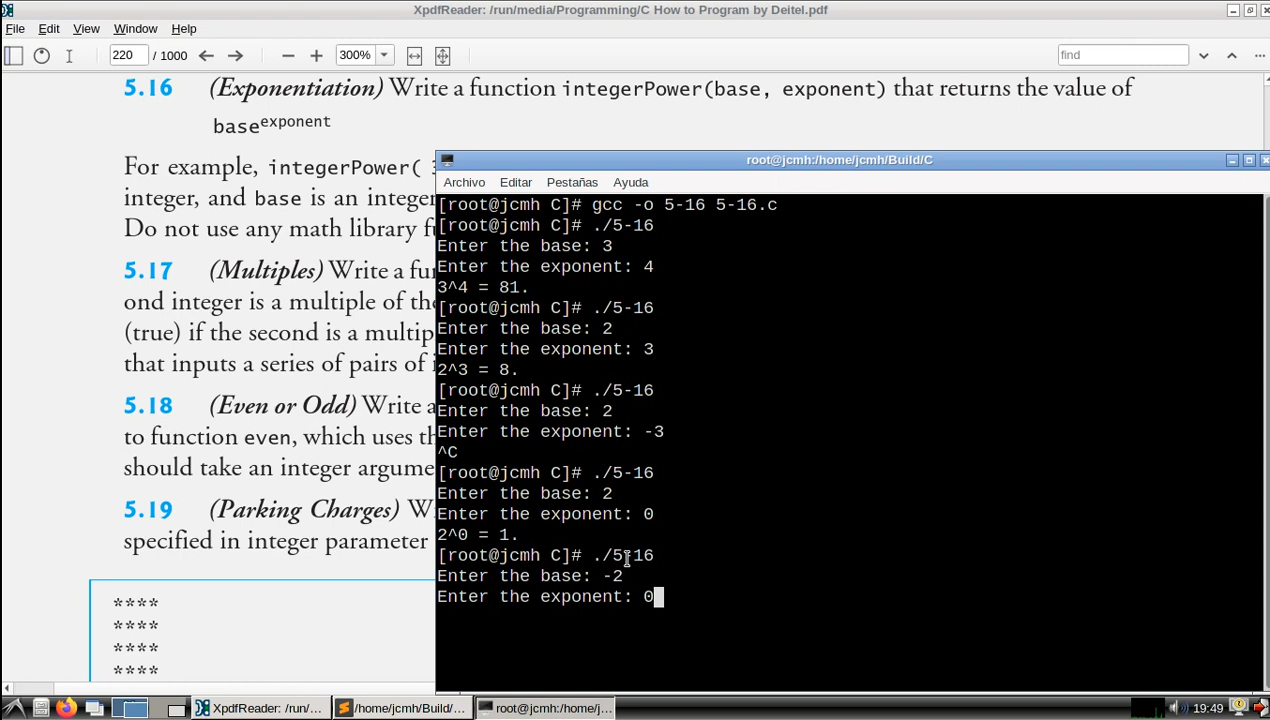 XpdfReader: /run/media/Programming/C How to Program by Deitel.pdf
File Edit View Window Help
220 / 1000 300% find
5.16 (Exponentiation) Write a function integerPower(base, exponent) that returns the value of
base^exponent
For example, integerPower(
integer, and base is an integer
Do not use any math library
5.17 (Multiples) Write a
ond integer is a multiple of the
(true) if the second is a
that inputs a series of pairs of
5.18 (Even or Odd) Write a
to function even, which uses
should take an integer
5.19 (Parking Charges)
specified in integer parameter
****
****
****
****
root@jcmh:/home/jcmh/Build/C
Archivo Editar Pestañas Ayuda
[root@jcmh C]# gcc -o 5-16 5-16.c
[root@jcmh C]# ./5-16
Enter the base: 3
Enter the exponent: 4
3^4 = 81.
[root@jcmh C]# ./5-16
Enter the base: 2
Enter the exponent: 3
2^3 = 8.
[root@jcmh C]# ./5-16
Enter the base: 2
Enter the exponent: -3
^C
[root@jcmh C]# ./5-16
Enter the base: 2
Enter the exponent: 0
2^0 = 1.
[root@jcmh C]# ./5-16
Enter the base: -2
Enter the exponent: 0
XpdfReader: /run/... /home/jcmh/Build/... root@jcmh:/home/j... 19:49